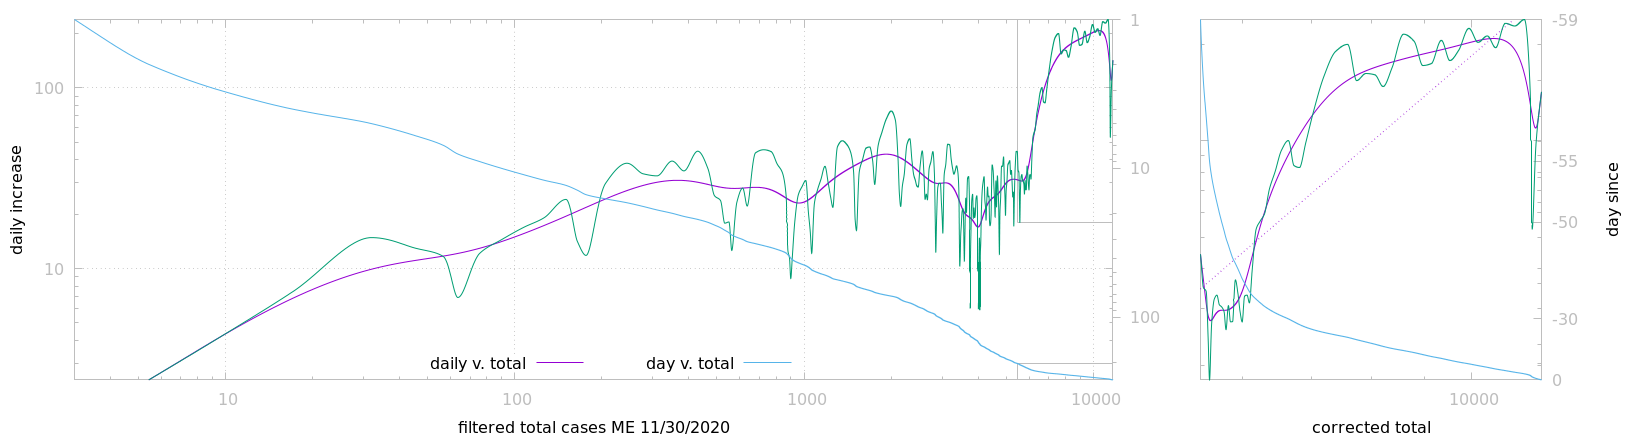 1
-59
100
daily increase
10
-55
day since
-50
10
100
-30
daily v. total
day v. total
0
10
100
1000
10000
10000
filtered total cases ME 11/30/2020
corrected total